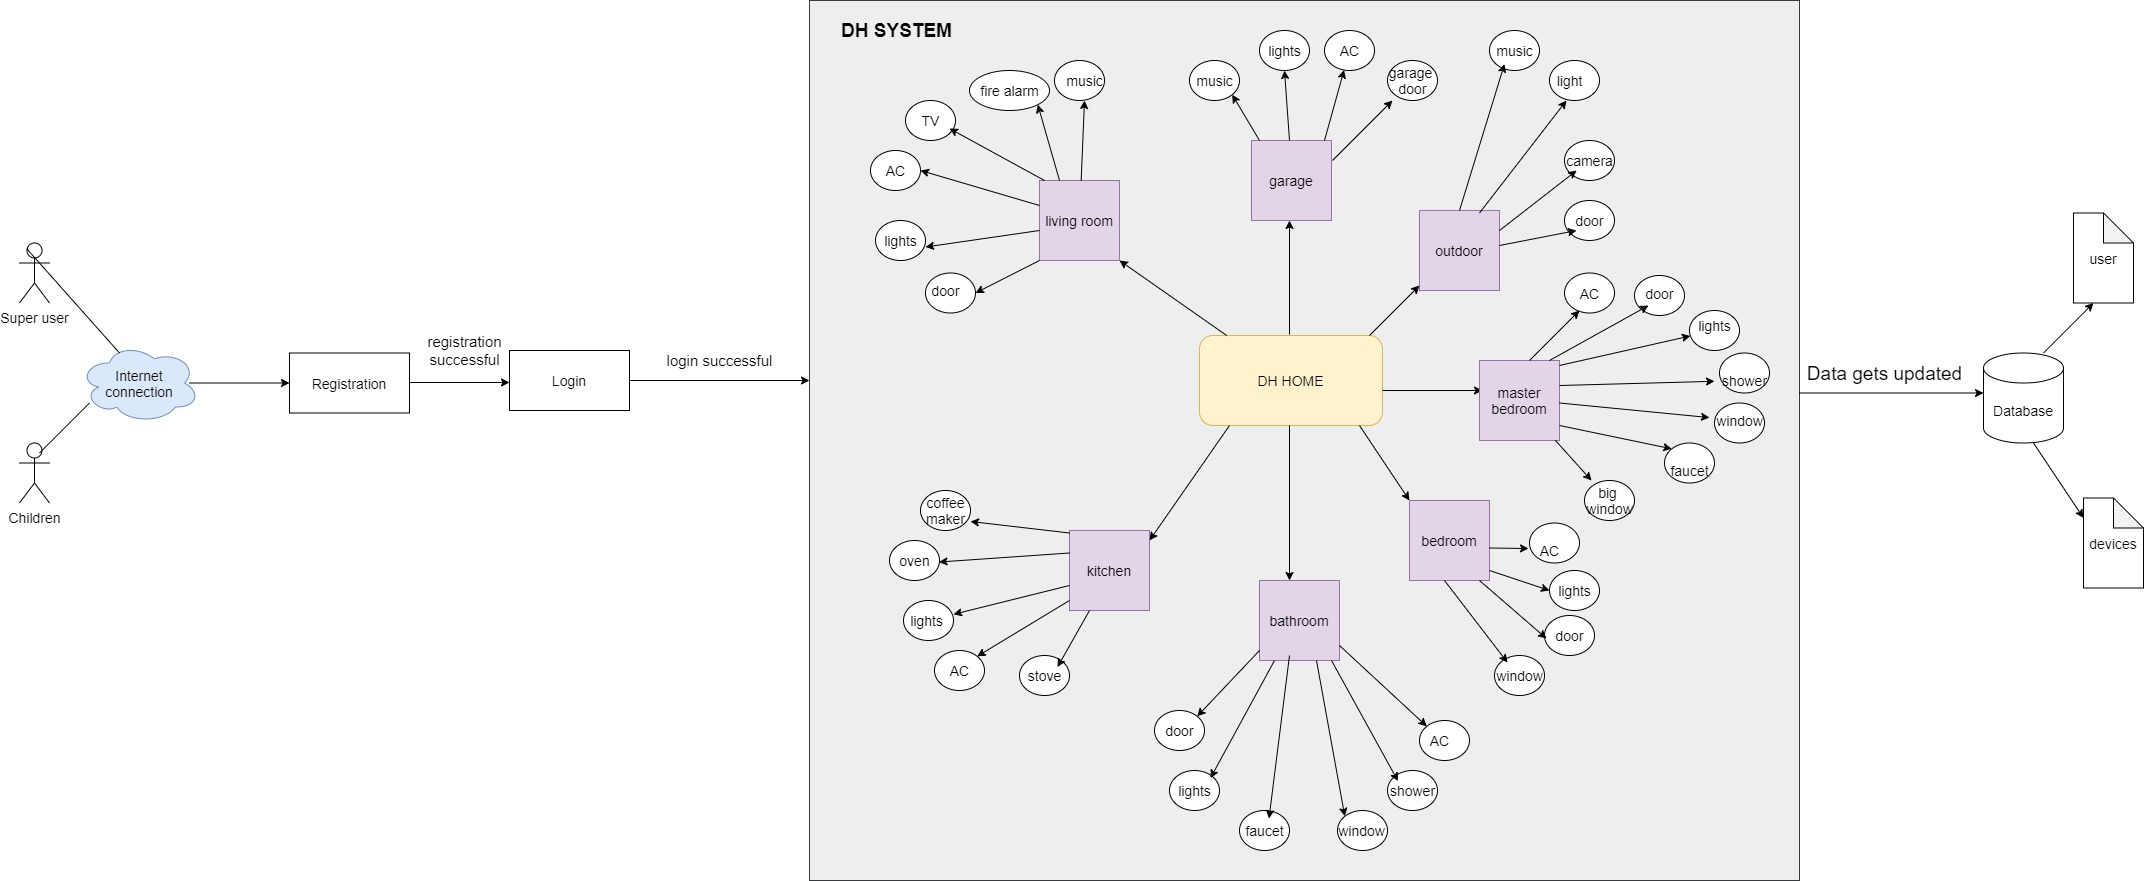 Super user
Children
Internet
connection
Registration
registration
successful
Login
login successful
DH SYSTEM
fire alarm
music
TV
AC
lights
door
living room
music
lights
AC
garage
door
garage
music
light
camera
door
outdoor
DH HOME
AC
door
lights
shower
window
faucet
big
window
master
bedroom
coffee
maker
oven
lights
AC
stove
kitchen
bathroom
door
lights
faucet
window
shower
AC
bedroom
AC
lights
door
window
Data gets updated
Database
user
devices